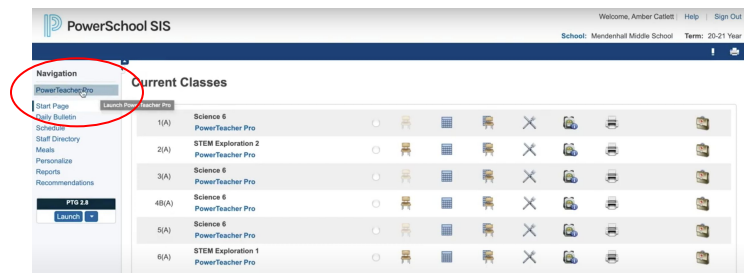 PowerSchool SIS
Welcome, Amber Catlett | Help | Sign Out
School: Mendenhall Middle School Term: 20-21 Year
Navigation
PowerTeacher Pro
Launch PowerTeacher Pro
Start Page
Daily Bulletin
Schedule
Staff Directory
Meals
Personalize
Reports
Recommendations
PTG 2.8
Launch
Current Classes
1(A) Science 6
PowerTeacher Pro
2(A) STEM Exploration 2
PowerTeacher Pro
3(A) Science 6
PowerTeacher Pro
4B(A) Science 6
PowerTeacher Pro
5(A) Science 6
PowerTeacher Pro
6(A) STEM Exploration 1
PowerTeacher Pro